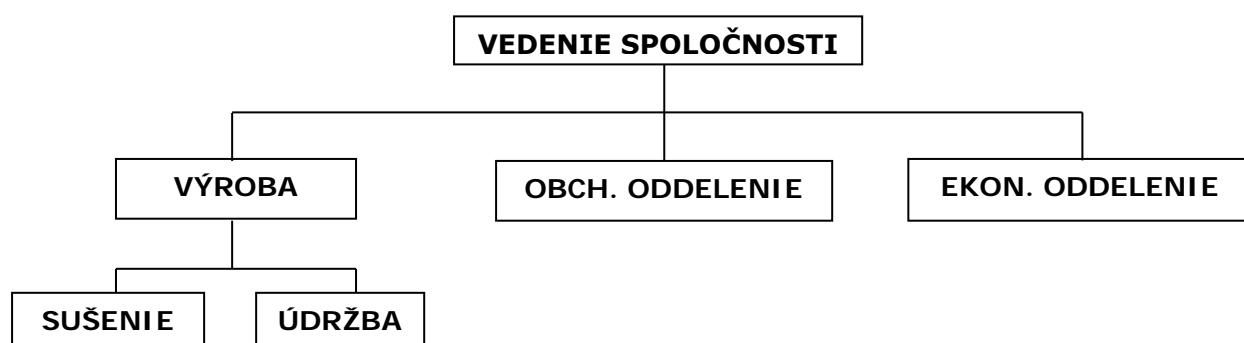 VEDENIE SPOLOČNOSTI
VÝROBA
OBCH. ODDELENIE
EKON. ODDELENIE
SUŠENIE
ÚDRŽBA